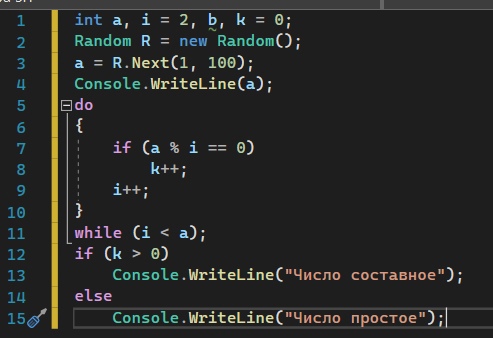 1 int a, i = 2, b, k = 0;
2 Random R = new Random();
3 a = R.Next(1, 100);
4 Console.WriteLine(a);
5 do
6 {
7 if (a % i == 0)
8 k++;
9 i++;
10 }
11 while (i < a);
12 if (k > 0)
13 Console.WriteLine("Число составное");
14 else
15 Console.WriteLine("Число простое");